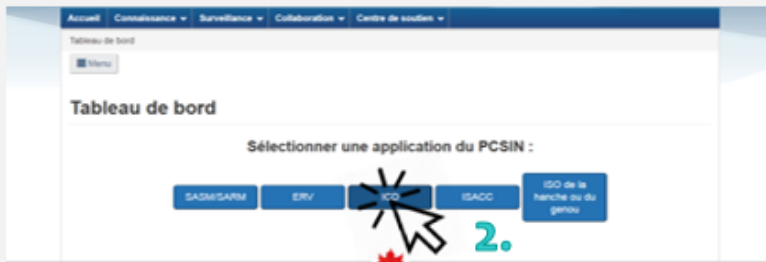 Accueil Connaissance Surveillance Collaboration Centre de soutien
Tableau de bord
Menu
Tableau de bord
Sélectionner une application du PCSIN :
SASM/SARM ERV ICD ISACC ISO de la hanche ou du genou
2.